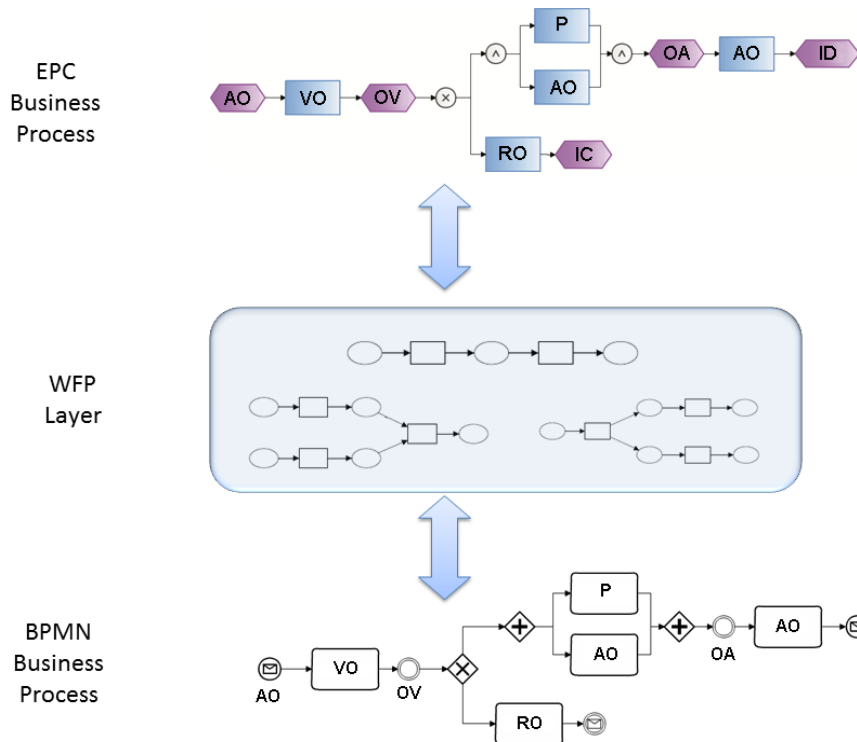 EPC
Business
Process
P
AO
OA
AO
ID
AO
VO
OV
RO
IC
WFP
Layer
BPMN
Business
Process
P
AO
AO
VO
AO
OV
OA
RO